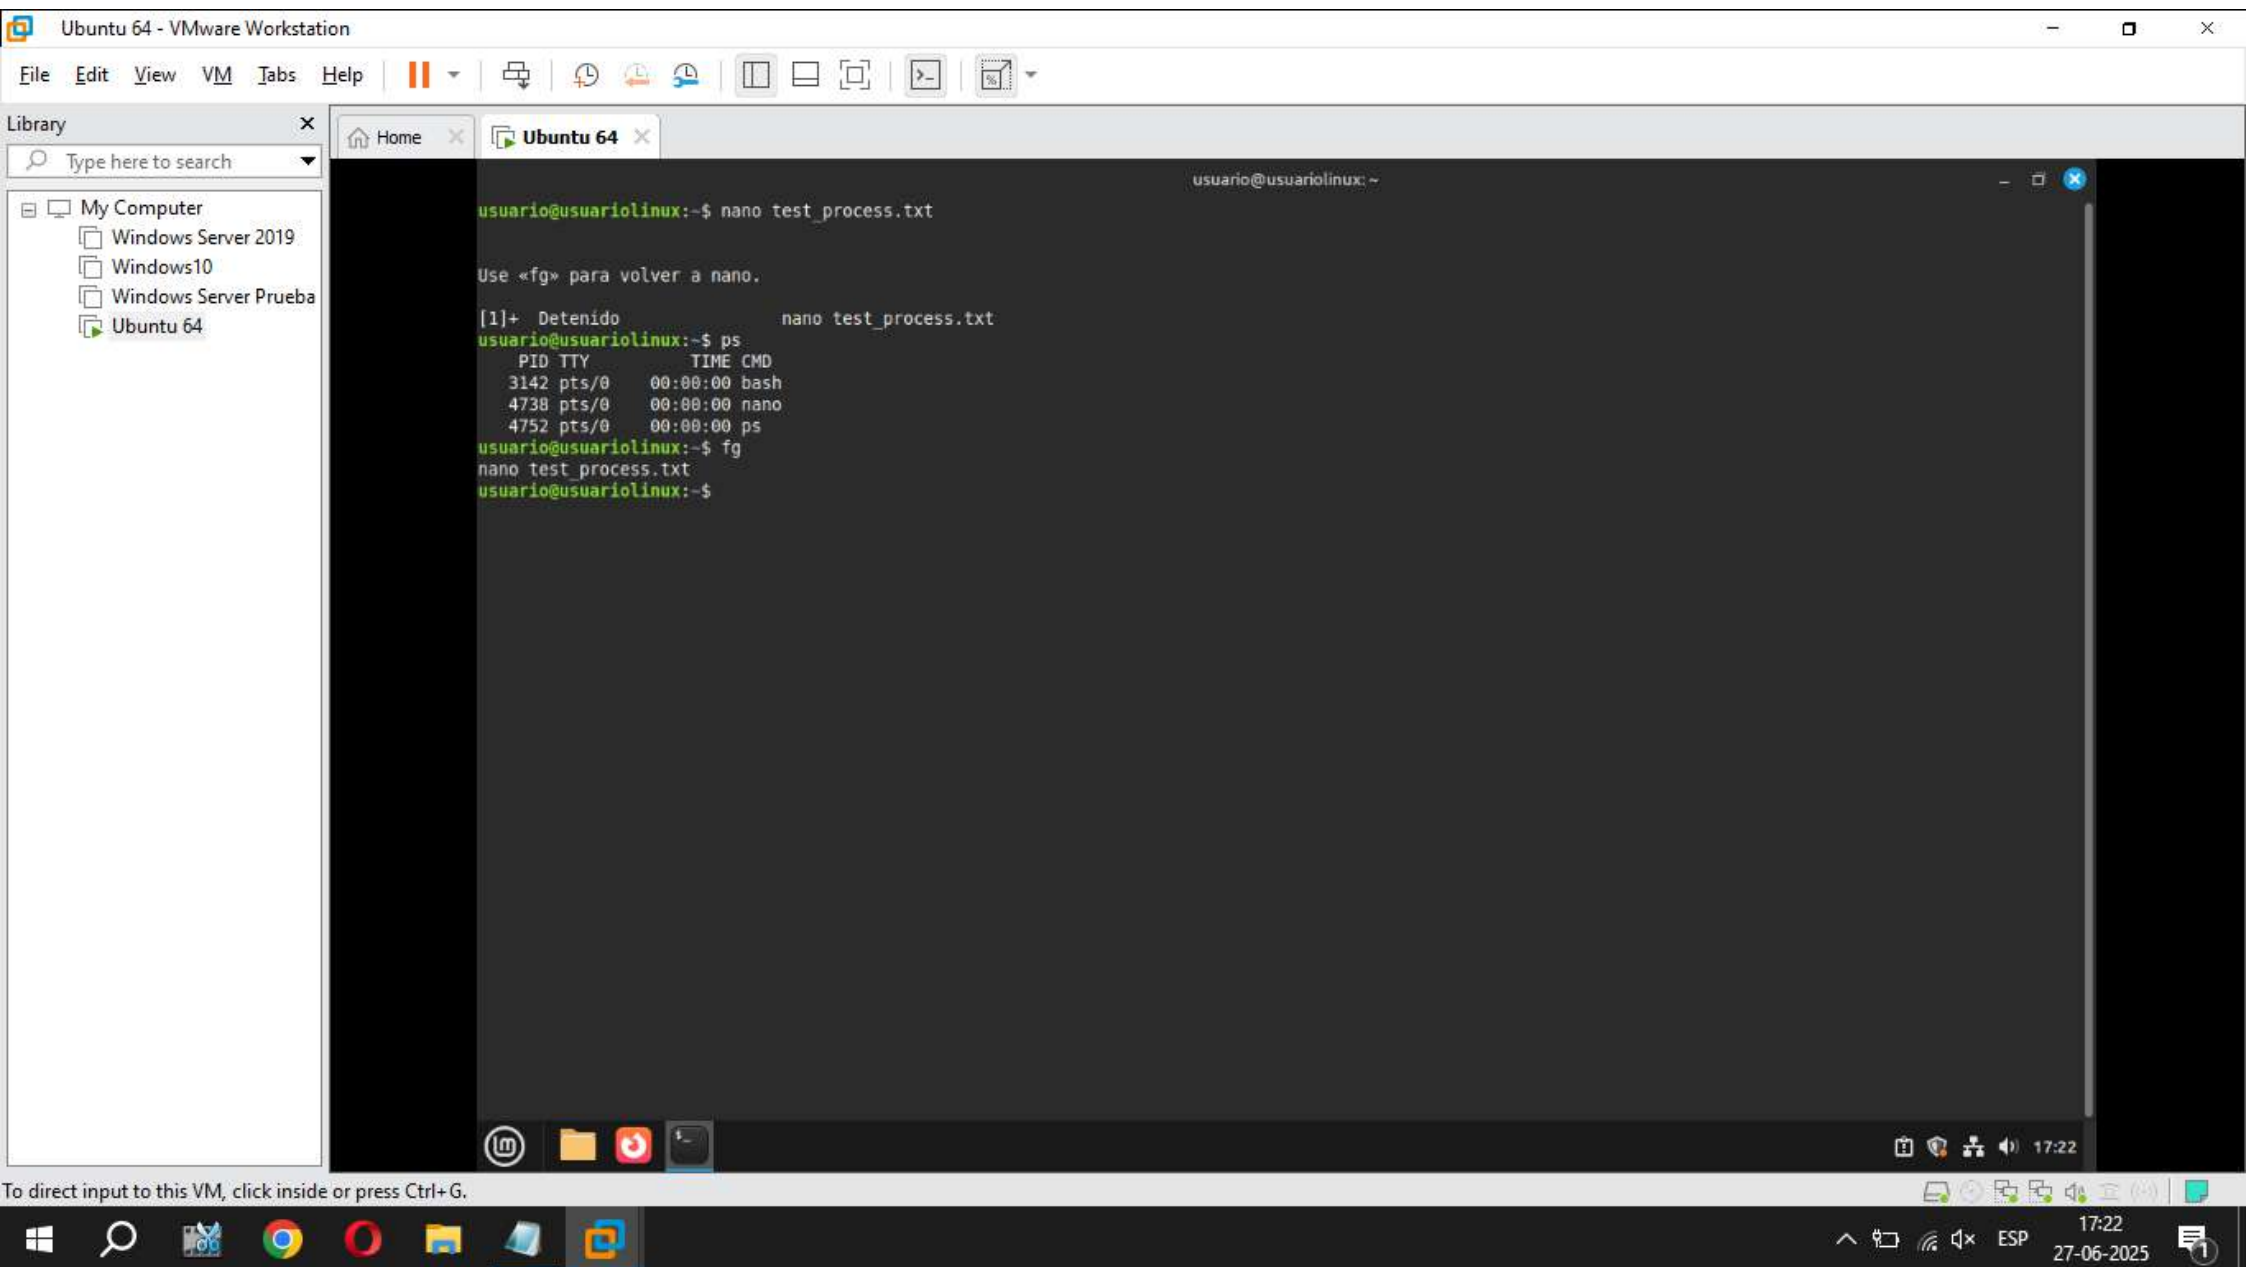 Ubuntu 64 - VMware Workstation
File Edit View VM Tabs Help
Library
Home
Ubuntu 64
Type here to search
My Computer
Windows Server 2019
Windows10
Windows Server Prueba
Ubuntu 64
usuario@usuariolinux: ~
usuario@usuariolinux:~$ nano test_process.txt
Use «fg» para volver a nano.
[1]+ Detenido nano test_process.txt
usuario@usuariolinux:~$ ps
PID TTY TIME CMD
3142 pts/0 00:00:00 bash
4738 pts/0 00:00:00 nano
4752 pts/0 00:00:00 ps
usuario@usuariolinux:~$ fg
nano test_process.txt
usuario@usuariolinux:~$
17:22
To direct input to this VM, click inside or press Ctrl+G.
ESP
17:22
27-06-2025
1